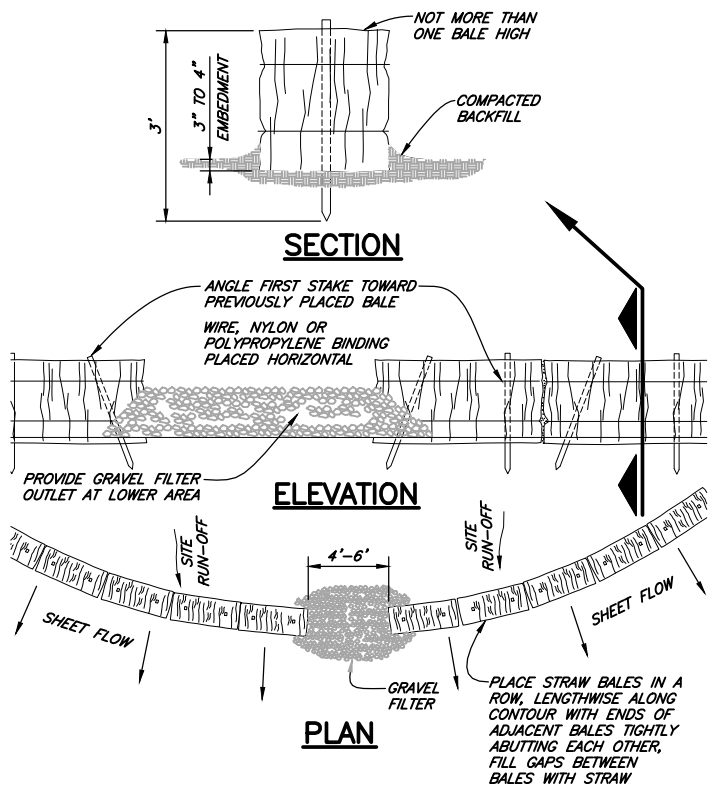 NOT MORE THAN
ONE BALE HIGH
3'
3" TO 4"
EMBEDMENT
COMPACTED
BACKFILL
SECTION
ANGLE FIRST STAKE TOWARD
PREVIOUSLY PLACED BALE
WIRE, NYLON OR
POLYPROPYLENE BINDING
PLACED HORIZONTAL
PROVIDE GRAVEL FILTER
OUTLET AT LOWER AREA
ELEVATION
SITE
RUN-OFF
4'-6'
SITE
RUN-OFF
SHEET FLOW
SHEET FLOW
GRAVEL
FILTER
PLACE STRAW BALES IN A
ROW, LENGTHWISE ALONG
CONTOUR WITH ENDS OF
ADJACENT BALES TIGHTLY
ABUTTING EACH OTHER,
FILL GAPS BETWEEN
BALES WITH STRAW
PLAN